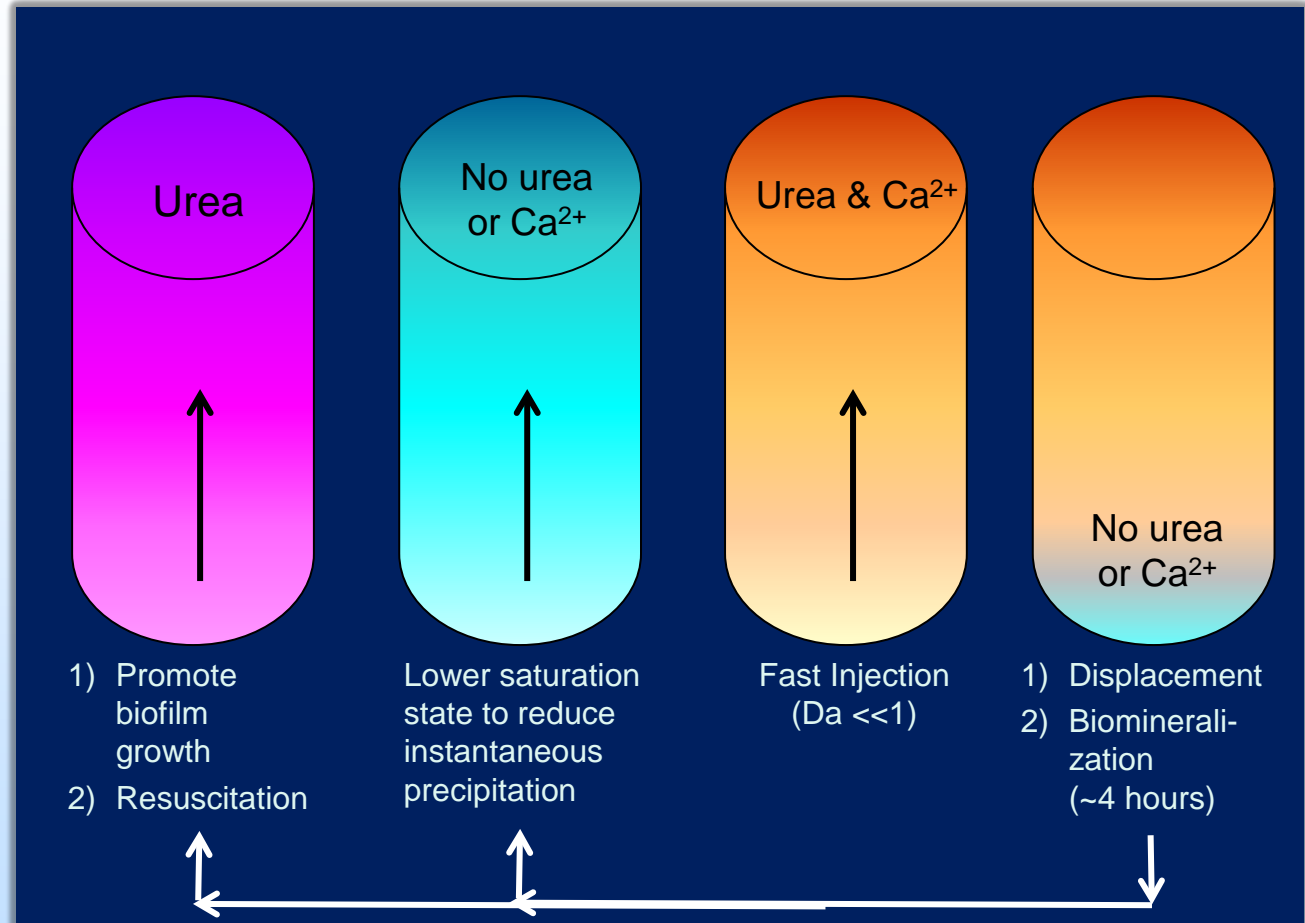 Urea
No urea
or Ca²⁺
Urea & Ca²⁺
No urea
or Ca²⁺
1) Promote
biofilm
growth
2) Resuscitation
Lower saturation
state to reduce
instantaneous
precipitation
Fast Injection
(Da <<1)
1) Displacement
2) Biominerali-
zation
(~4 hours)